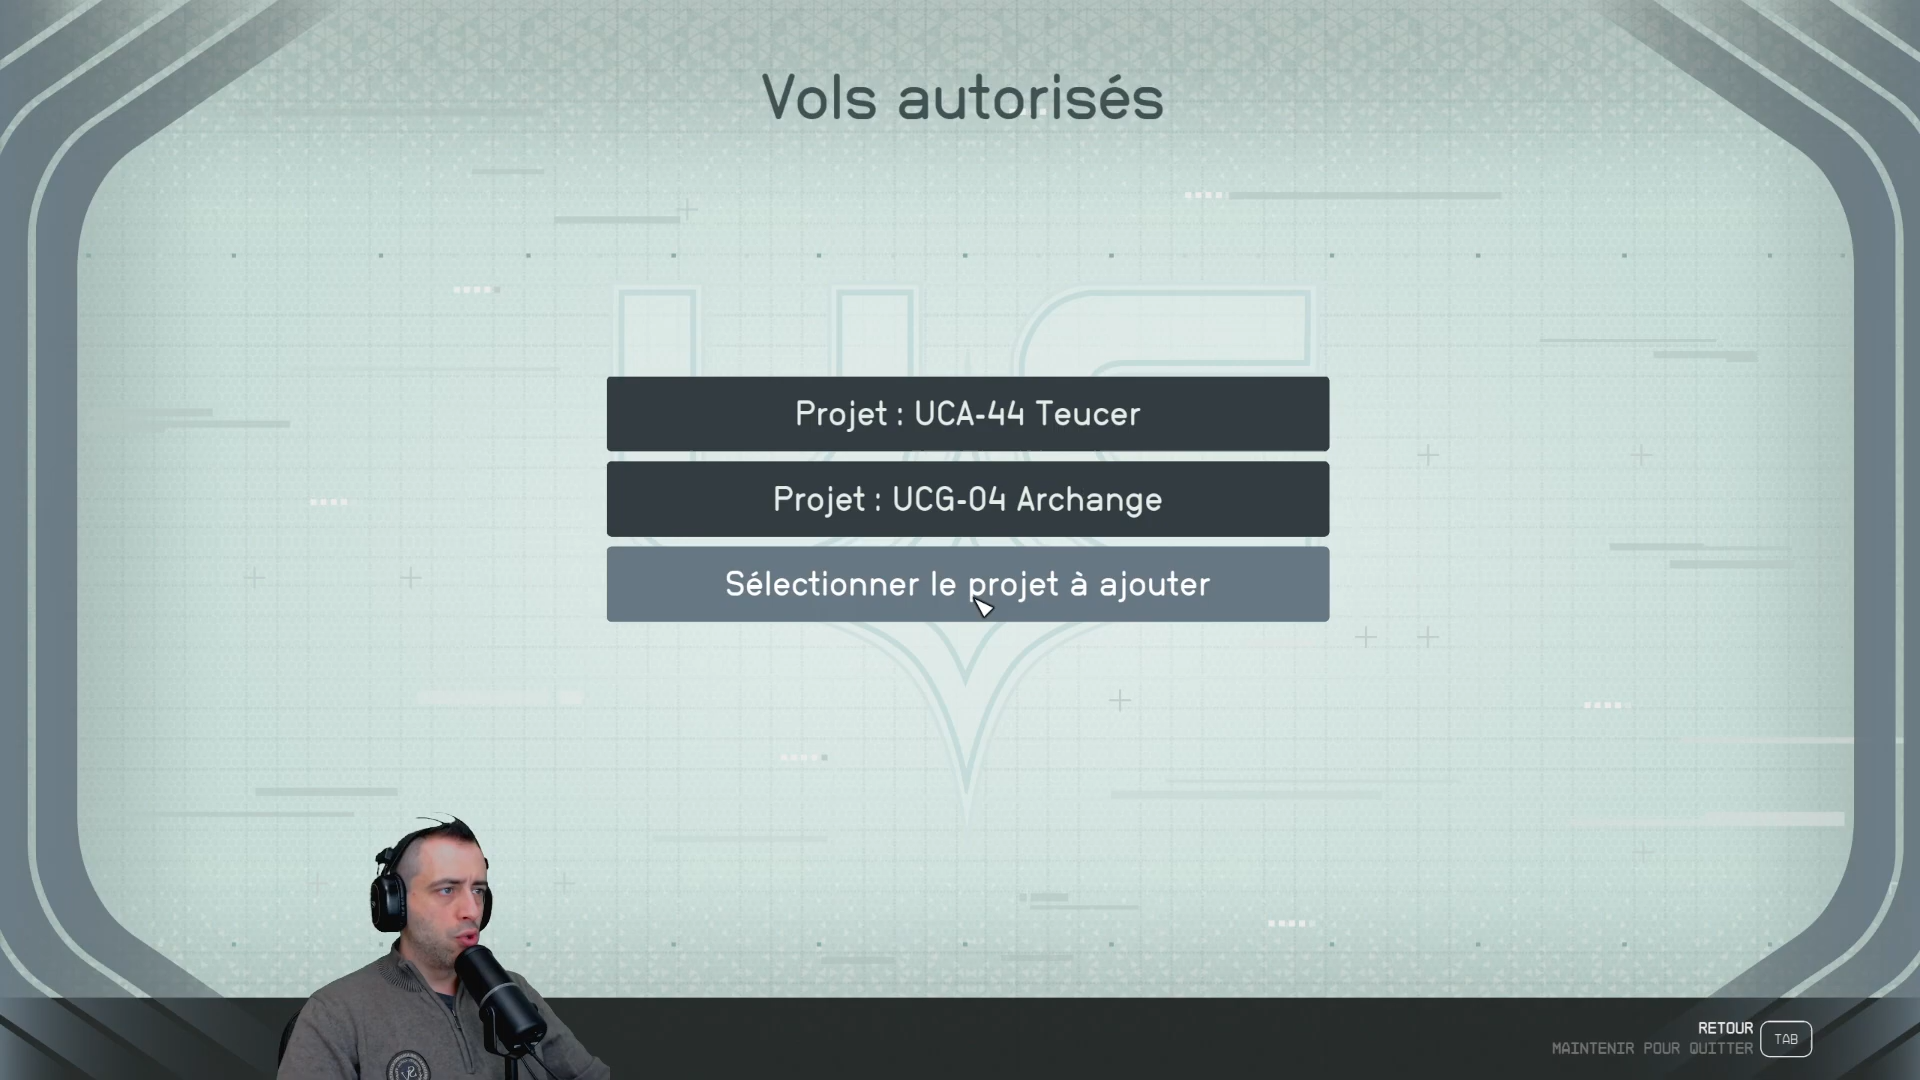 Vols autorisés
Projet : UCA-44 Teucer
Projet : UCG-04 Archange
Sélectionner le projet à ajouter
RETOUR
MAINTENIR POUR QUITTER
TAB